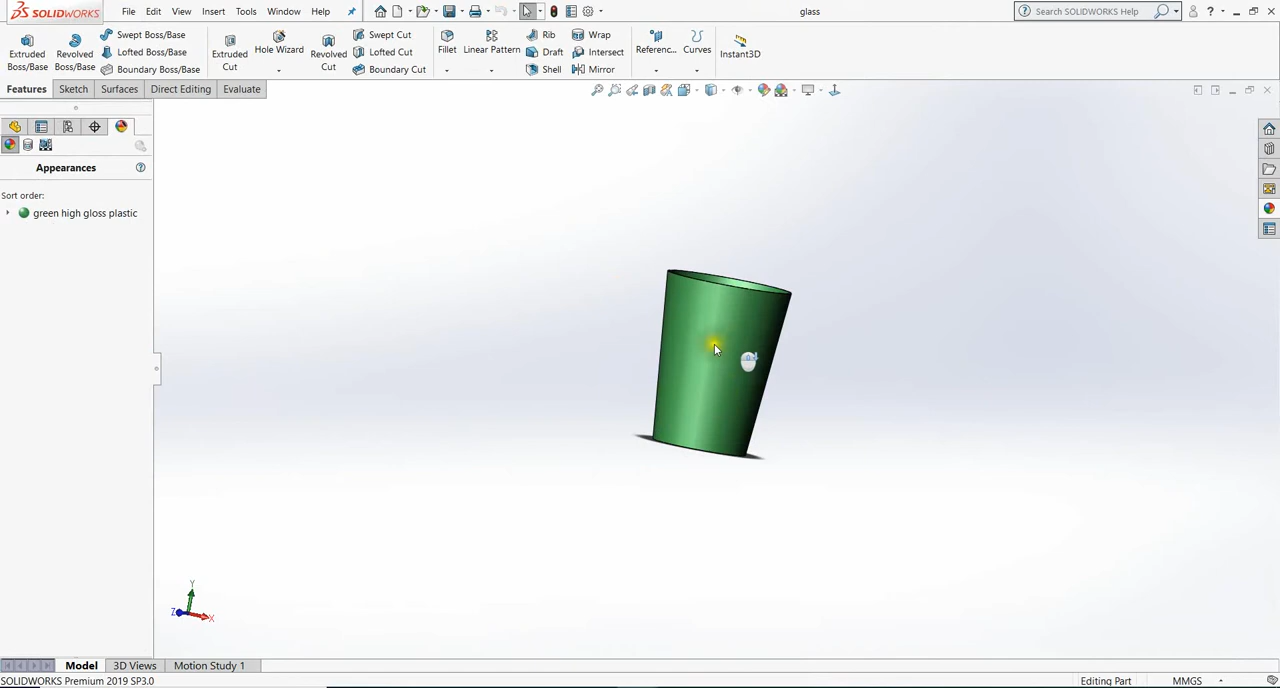 SOLIDWORKS File Edit View Insert Tools Window Help glass Search SOLIDWORKS Help ?
Extruded Boss/Base
Revolved Boss/Base
Swept Boss/Base
Lofted Boss/Base
Boundary Boss/Base
Extruded Cut
Hole Wizard
Revolved Cut
Swept Cut
Lofted Cut
Boundary Cut
Fillet
Linear Pattern
Rib
Draft
Shell
Wrap
Intersect
Mirror
Referenc...
Curves
Instant3D
Features Sketch Surfaces Direct Editing Evaluate
Appearances
Sort order:
green high gloss plastic
Y
Z X
Model 3D Views Motion Study 1
SOLIDWORKS Premium 2019 SP3.0 Editing Part MMGS